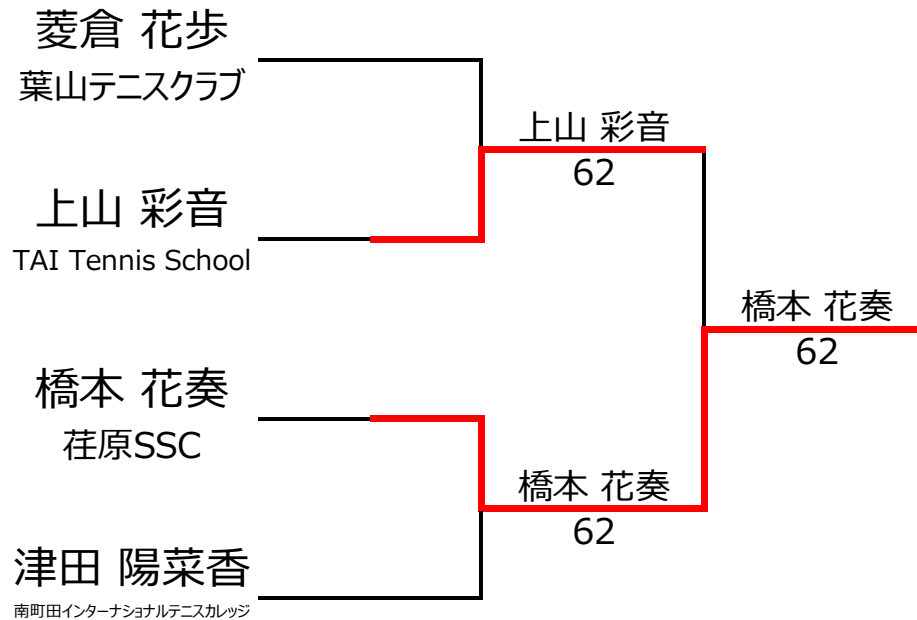 菱倉 花歩
葉山テニスクラブ
上山 彩音
62
上山 彩音
TAI Tennis School
橋本 花奏
62
橋本 花奏
荏原SSC
橋本 花奏
62
津田 陽菜香
南町田インターナショナルテニスカレッジ